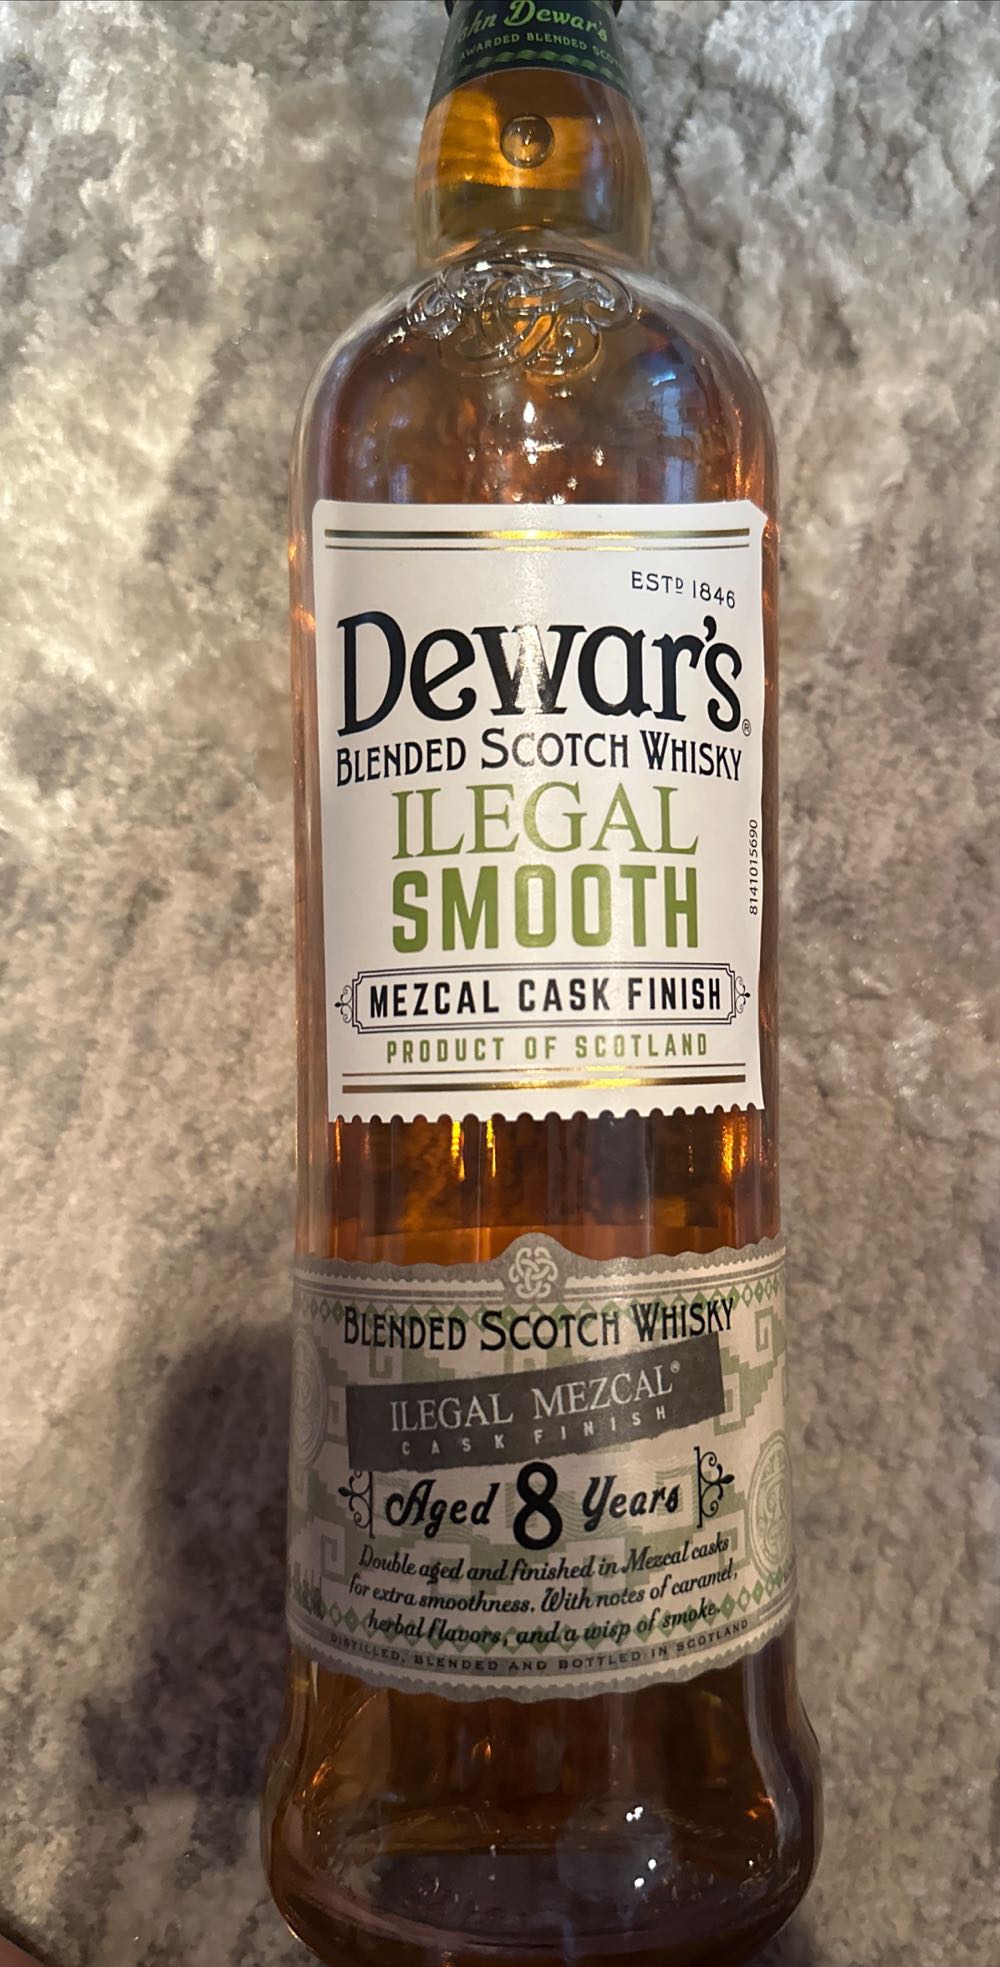 ohn Dewar's
AWARDED BLENDED SCO
ESTD 1846
Dewar's®
BLENDED SCOTCH WHISKY
ILEGAL
SMOOTH
MEZCAL CASK FINISH
PRODUCT OF SCOTLAND
8141015690
BLENDED SCOTCH WHISKY
ILEGAL MEZCAL®
CASK FINISH
Aged 8 Years
Double aged and finished in Mezcal casks
for extra smoothness. With notes of caramel,
herbal flavors, and a wisp of smoke.
DISTILLED, BLENDED AND BOTTLED IN SCOTLAND